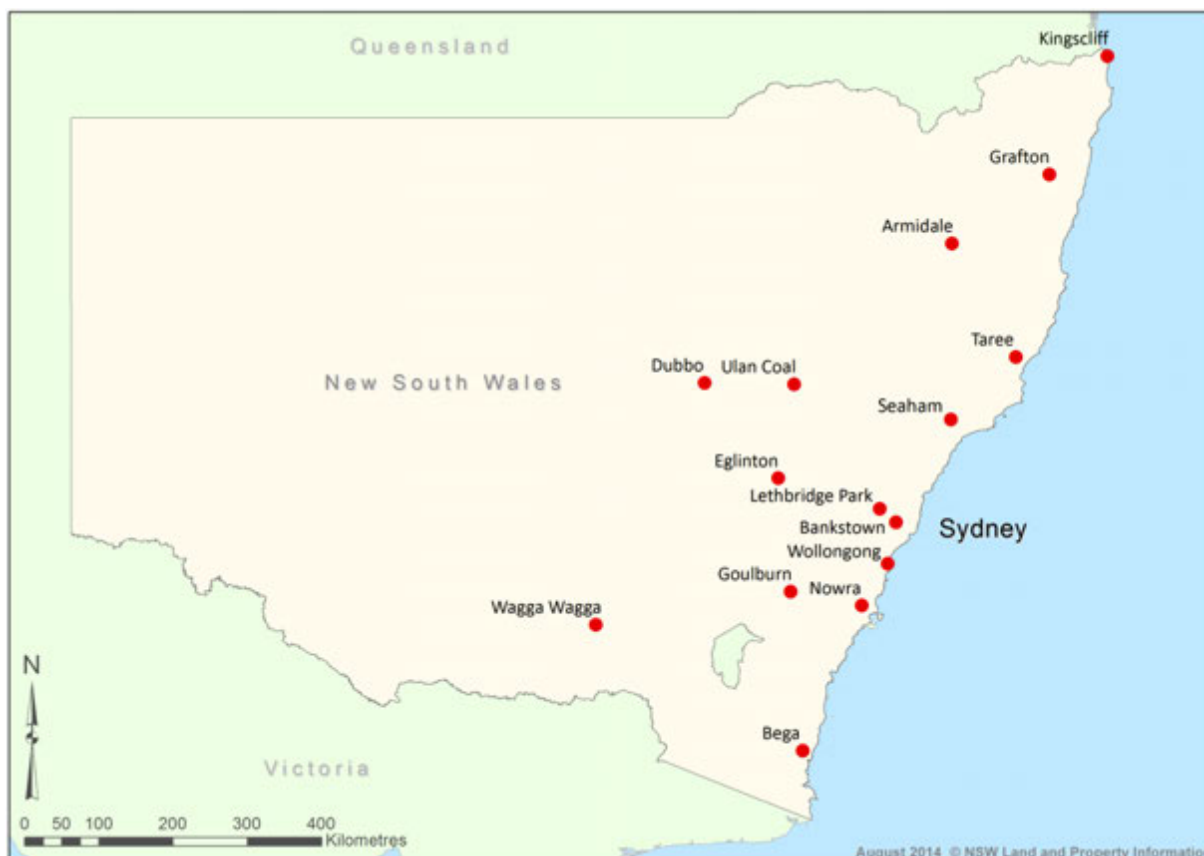 Kingscliff
Queensland
Grafton
Armidale
Taree
Dubbo
Ulan Coal
New South Wales
Seaham
Eglinton
Lethbridge Park
Bankstown
Sydney
Wollongong
Goulburn
Nowra
Wagga Wagga
N
Bega
Victoria
0 50 100 200 300 400
Kilometres
August 2014 © NSW Land and Property Information